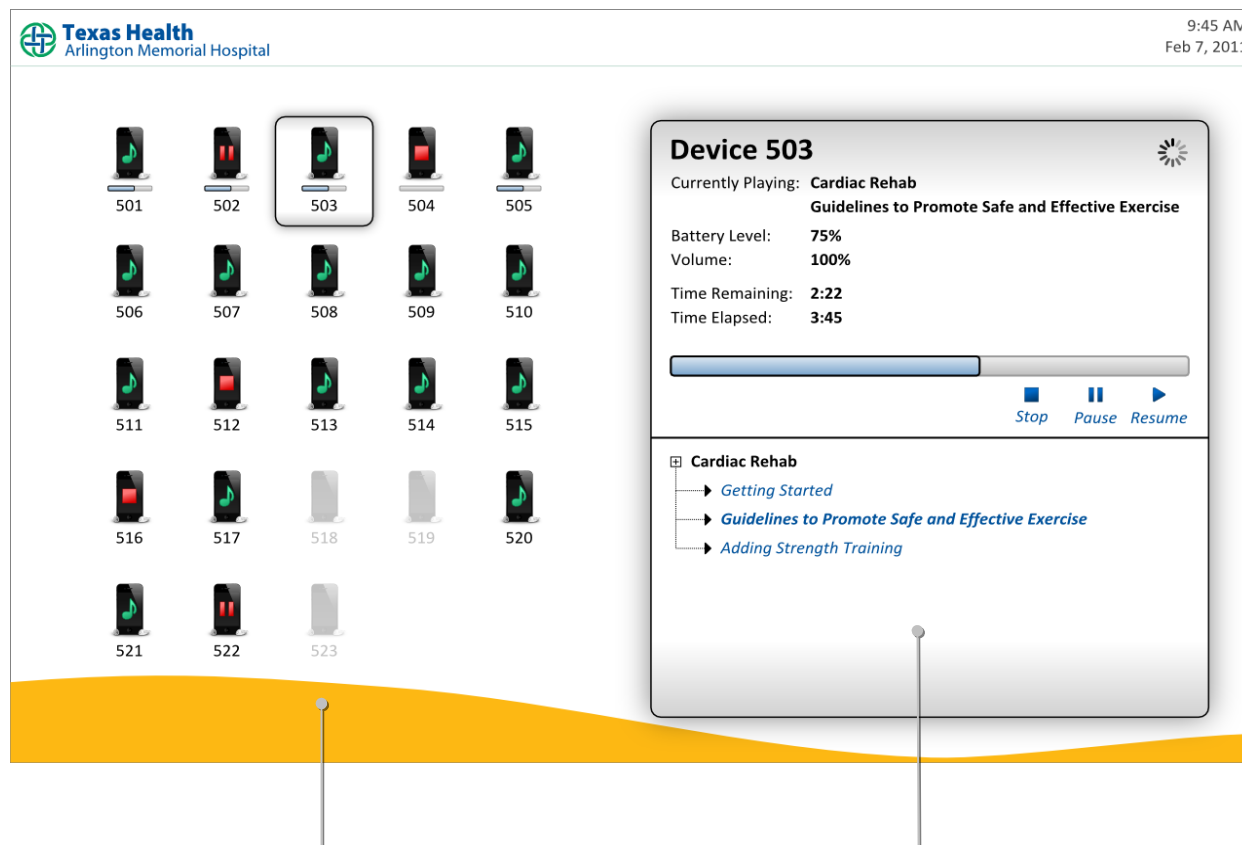 Texas Health
Arlington Memorial Hospital
9:45 AM
Feb 7, 2011
501 502 503 504 505
506 507 508 509 510
511 512 513 514 515
516 517 518 519 520
521 522 523
Device 503
Currently Playing: Cardiac Rehab
Guidelines to Promote Safe and Effective Exercise
Battery Level: 75%
Volume: 100%
Time Remaining: 2:22
Time Elapsed: 3:45
Stop Pause Resume
Cardiac Rehab
Getting Started
Guidelines to Promote Safe and Effective Exercise
Adding Strength Training